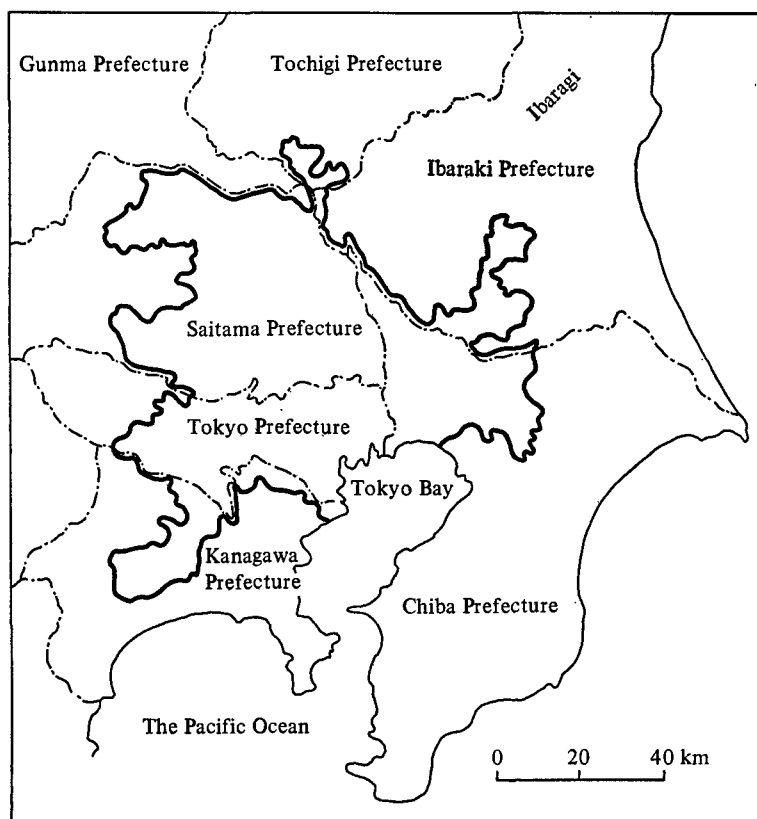 Gunma Prefecture
Tochigi Prefecture
Ibaragi
Ibaraki Prefecture
Saitama Prefecture
Tokyo Prefecture
Tokyo Bay
Kanagawa
Prefecture
Chiba Prefecture
The Pacific Ocean
0 20 40 km